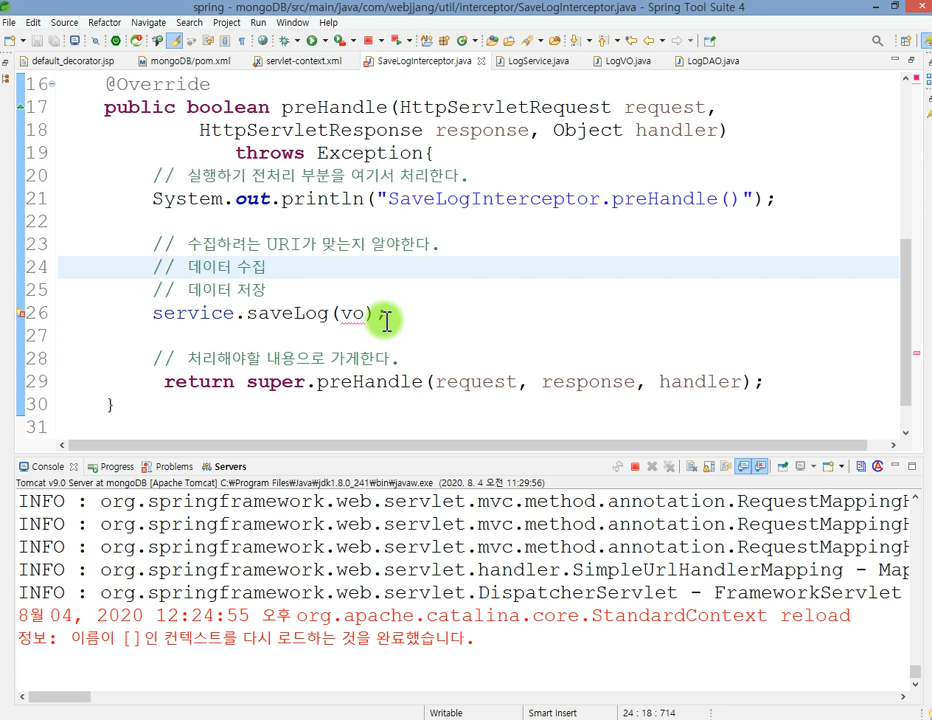 spring - mongoDB/src/main/java/com/webjjang/util/interceptor/SaveLogInterceptor.java - Spring Tool Suite 4
File Edit Source Refactor Navigate Search Project Run Window Help
default_decorator.jsp mongoDB/pom.xml servlet-context.xml SaveLogInterceptor.java LogService.java LogVO.java LogDAO.java
16 @Override
17 public boolean preHandle(HttpServletRequest request,
18 HttpServletResponse response, Object handler)
19 throws Exception{
20 // 실행하기 전처리 부분을 여기서 처리한다.
21 System.out.println("SaveLogInterceptor.preHandle()");
22
23 // 수집하려는 URI가 맞는지 알야한다.
24 // 데이터 수집
25 // 데이터 저장
26 service.saveLog(vo);
27
28 // 처리해야할 내용으로 가게한다.
29 return super.preHandle(request, response, handler);
30 }
31
Console Progress Problems Servers
Tomcat v9.0 Server at mongoDB [Apache Tomcat] C:₩Program Files₩Java₩jdk1.8.0_241₩bin₩javaw.exe (2020. 8. 4 오전 11:29:56)
INFO : org.springframework.web.servlet.mvc.method.annotation.RequestMappingH
INFO : org.springframework.web.servlet.mvc.method.annotation.RequestMappingH
INFO : org.springframework.web.servlet.mvc.method.annotation.RequestMappingH
INFO : org.springframework.web.servlet.handler.SimpleUrlHandlerMapping - Map
INFO : org.springframework.web.servlet.DispatcherServlet - FrameworkServlet
8월 04, 2020 12:24:55 오후 org.apache.catalina.core.StandardContext reload
정보: 이름이 []인 컨텍스트를 다시 로드하는 것을 완료했습니다.
Writable Smart Insert 24 : 18 : 714